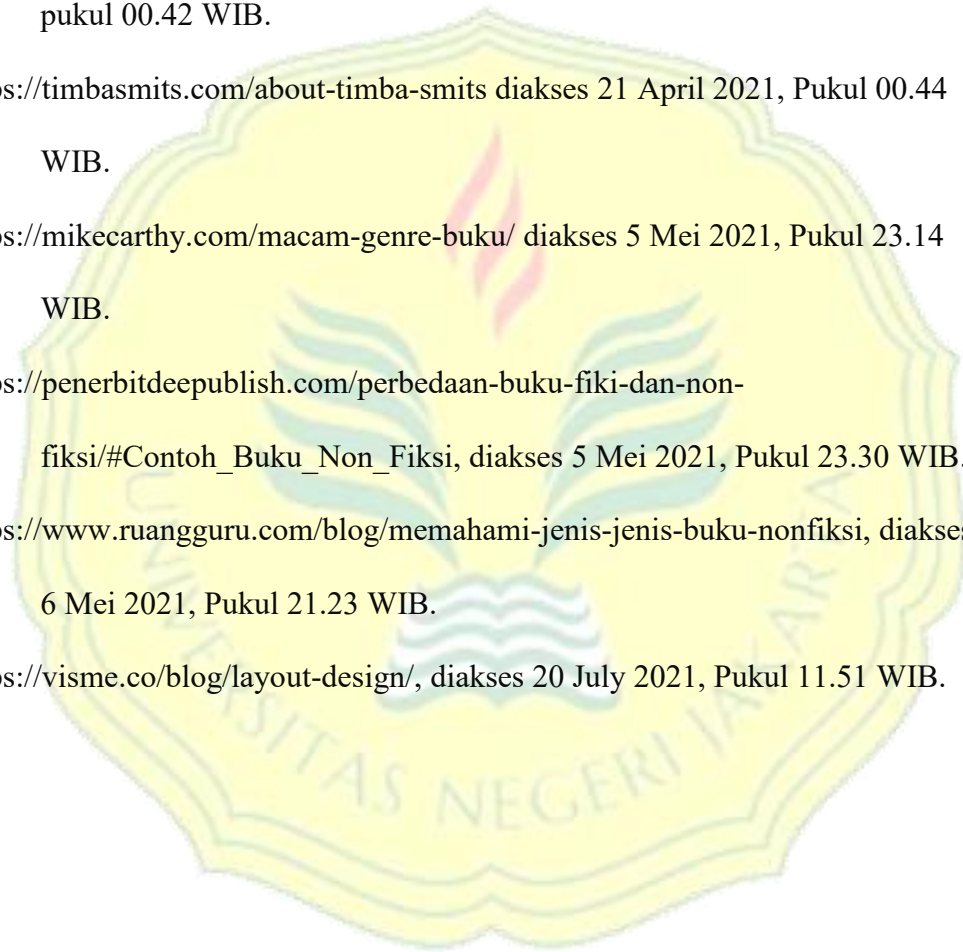 pukul 00.42 WIB.
ps://timbasmits.com/about-timba-smits diakses 21 April 2021, Pukul 00.44
WIB.
ps://mikecarthy.com/macam-genre-buku/ diakses 5 Mei 2021, Pukul 23.14
WIB.
ps://penerbitdeepublish.com/perbedaan-buku-fiki-dan-non-
fiksi/#Contoh_Buku_Non_Fiksi, diakses 5 Mei 2021, Pukul 23.30 WIB.
ps://www.ruangguru.com/blog/memahami-jenis-jenis-buku-nonfiksi, diakses
6 Mei 2021, Pukul 21.23 WIB.
ps://visme.co/blog/layout-design/, diakses 20 July 2021, Pukul 11.51 WIB.
UNIVERSITAS NEGERI JAKARTA